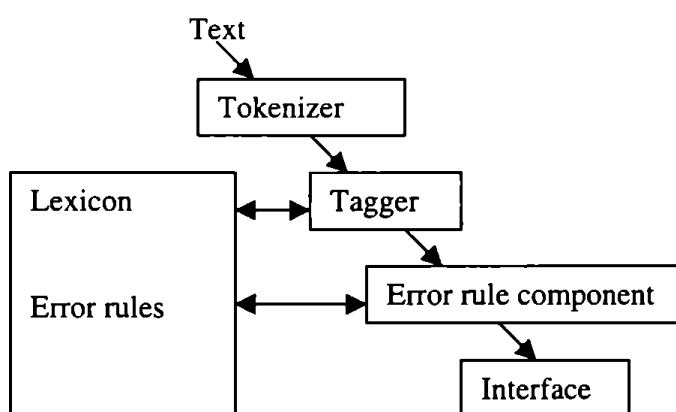 Text
Tokenizer
Lexicon
Tagger
Error rules
Error rule component
Interface